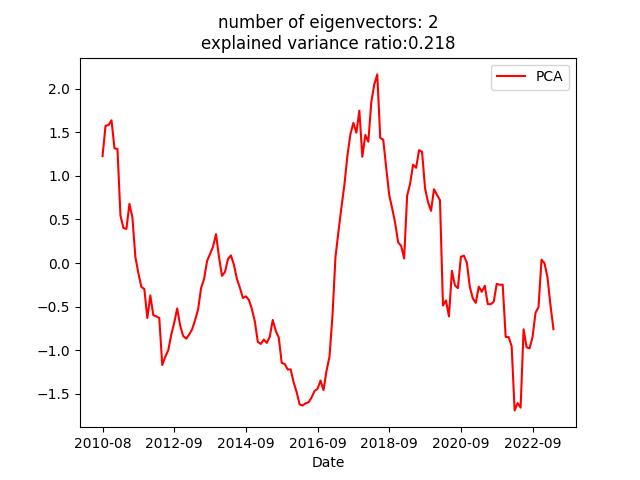 number of eigenvectors: 2
explained variance ratio:0.218
PCA
2.0
1.5
1.0
0.5
0.0
−0.5
−1.0
−1.5
2010-08 2012-09 2014-09 2016-09 2018-09 2020-09 2022-09
Date